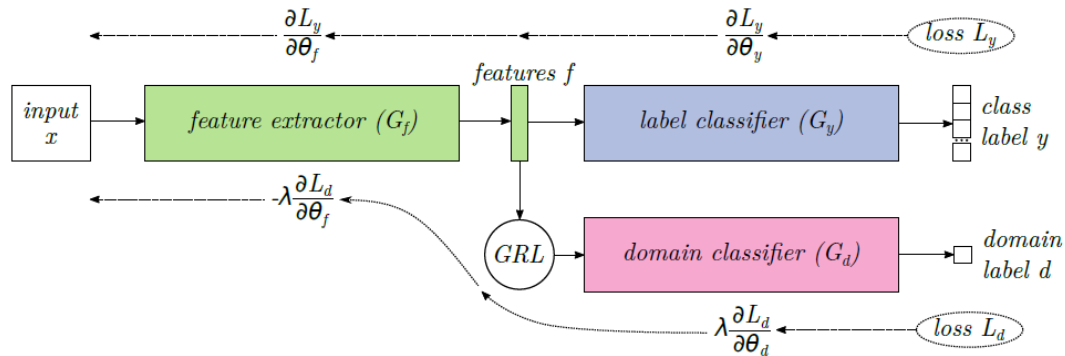 ∂L_y/∂θ_f
∂L_y/∂θ_y
loss L_y
features f
input
x
feature extractor (G_f)
label classifier (G_y)
class
label y
...
-λ ∂L_d/∂θ_f
GRL
domain classifier (G_d)
domain
label d
λ ∂L_d/∂θ_d
loss L_d